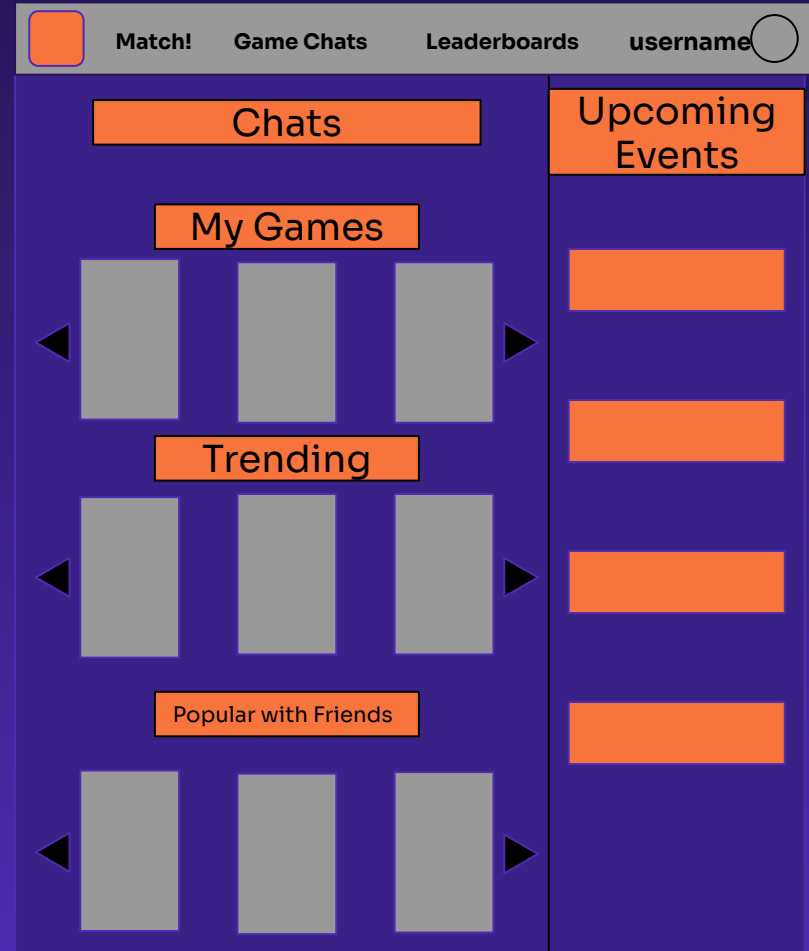 Match! Game Chats Leaderboards username
Chats
My Games
Trending
Popular with Friends
Upcoming
Events